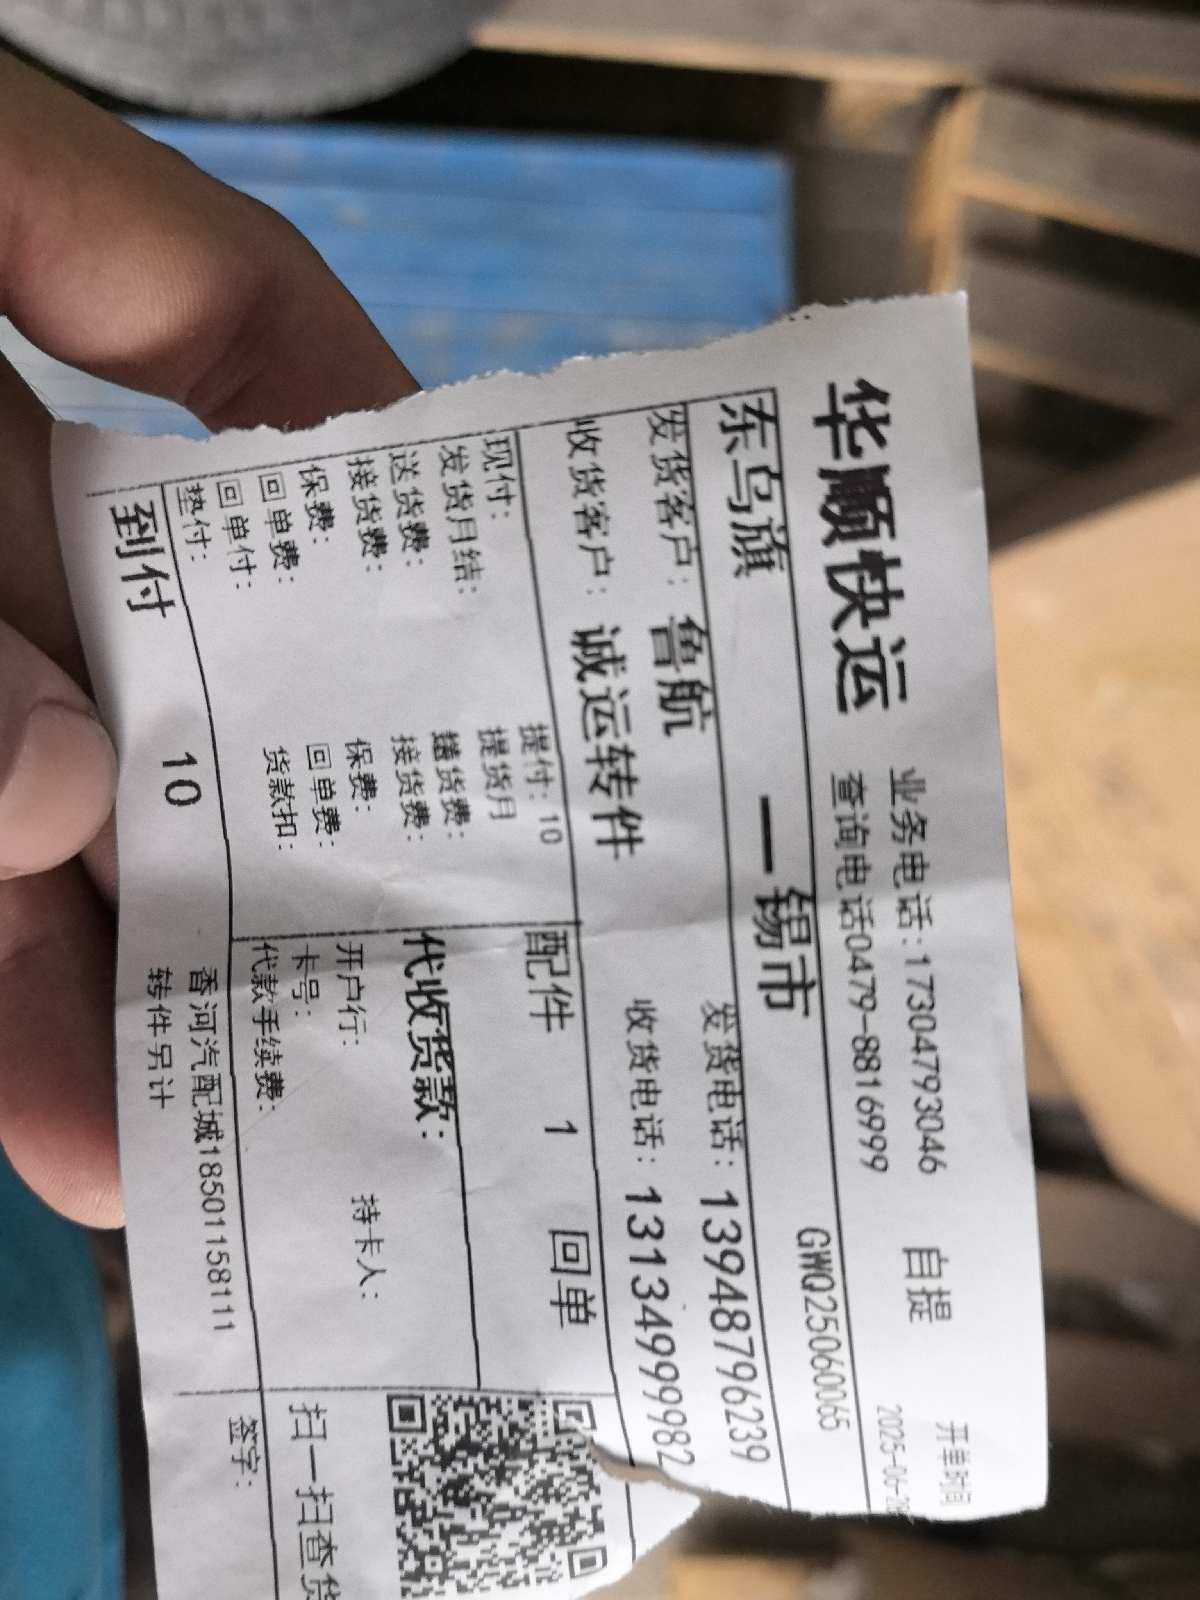 华顺快运 业务电话:17304793046 自提 开单时间
查询电话0479-8816999 2025-06-28
东乌旗 — 锡市 GWQ25060065
发货客户: 鲁航 发货电话: 13948796239
收货客户: 诚运转件 收货电话: 13134999982
现付: 提付: 10 配件 1 回单
发货月结: 提货月
送货费: 货费: 代收货款:
接货费: 接货费:
保费: 保费: 开户行: 持卡人:
回单费: 回单费: 卡号:
回单付: 货款扣: 代款手续费:
垫付:
到付 10 香河汽配城18501158111
转件另计
扫一扫查货
签字: